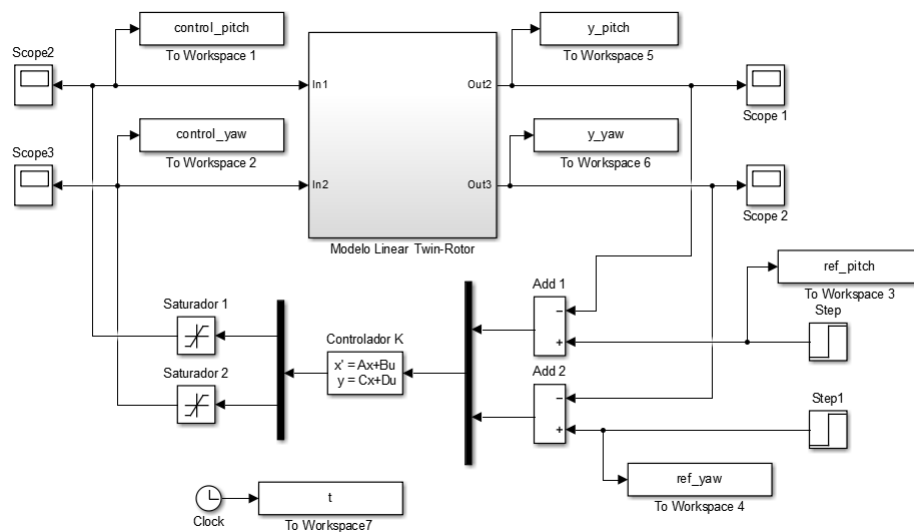 control_pitch
To Workspace 1
y_pitch
To Workspace 5
Scope2
In1
Out2
Scope 1
control_yaw
To Workspace 2
y_yaw
To Workspace 6
Scope3
In2
Out3
Scope 2
Modelo Linear Twin-Rotor
ref_pitch
To Workspace 3
Add 1
−
+
Step
Saturador 1
Controlador K
x' = Ax+Bu
y = Cx+Du
Saturador 2
Add 2
−
+
Step1
ref_yaw
To Workspace 4
t
Clock
To Workspace7